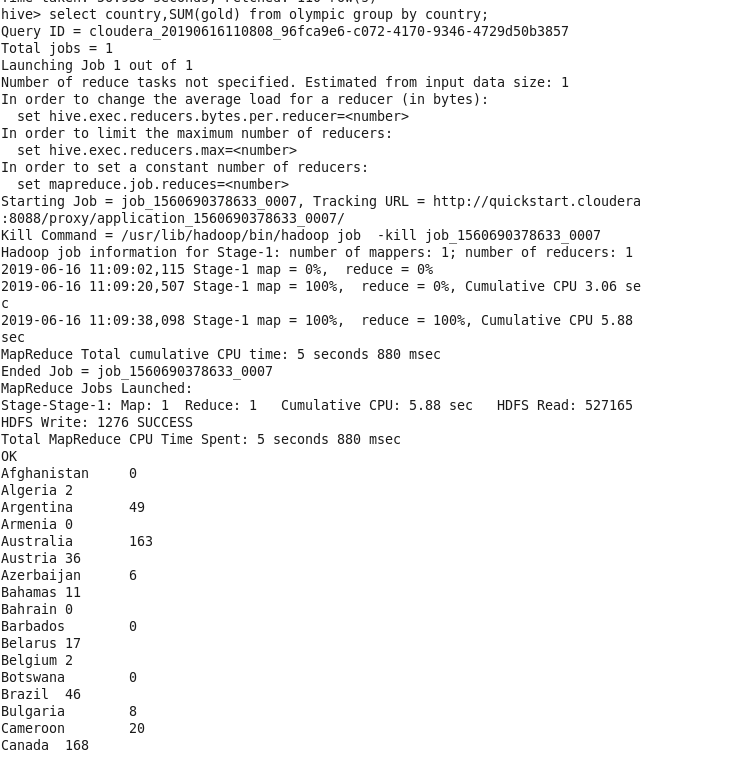 Time taken: 50.958 seconds, Fetched: 110 row(s)
hive> select country,SUM(gold) from olympic group by country;
Query ID = cloudera_20190616110808_96fca9e6-c072-4170-9346-4729d50b3857
Total jobs = 1
Launching Job 1 out of 1
Number of reduce tasks not specified. Estimated from input data size: 1
In order to change the average load for a reducer (in bytes):
  set hive.exec.reducers.bytes.per.reducer=<number>
In order to limit the maximum number of reducers:
  set hive.exec.reducers.max=<number>
In order to set a constant number of reducers:
  set mapreduce.job.reduces=<number>
Starting Job = job_1560690378633_0007, Tracking URL = http://quickstart.cloudera
:8088/proxy/application_1560690378633_0007/
Kill Command = /usr/lib/hadoop/bin/hadoop job  -kill job_1560690378633_0007
Hadoop job information for Stage-1: number of mappers: 1; number of reducers: 1
2019-06-16 11:09:02,115 Stage-1 map = 0%,  reduce = 0%
2019-06-16 11:09:20,507 Stage-1 map = 100%,  reduce = 0%, Cumulative CPU 3.06 se
c
2019-06-16 11:09:38,098 Stage-1 map = 100%,  reduce = 100%, Cumulative CPU 5.88
sec
MapReduce Total cumulative CPU time: 5 seconds 880 msec
Ended Job = job_1560690378633_0007
MapReduce Jobs Launched:
Stage-Stage-1: Map: 1  Reduce: 1   Cumulative CPU: 5.88 sec   HDFS Read: 527165
HDFS Write: 1276 SUCCESS
Total MapReduce CPU Time Spent: 5 seconds 880 msec
OK
Afghanistan     0
Algeria 2
Argentina       49
Armenia 0
Australia       163
Austria 36
Azerbaijan      6
Bahamas 11
Bahrain 0
Barbados        0
Belarus 17
Belgium 2
Botswana        0
Brazil  46
Bulgaria        8
Cameroon        20
Canada  168